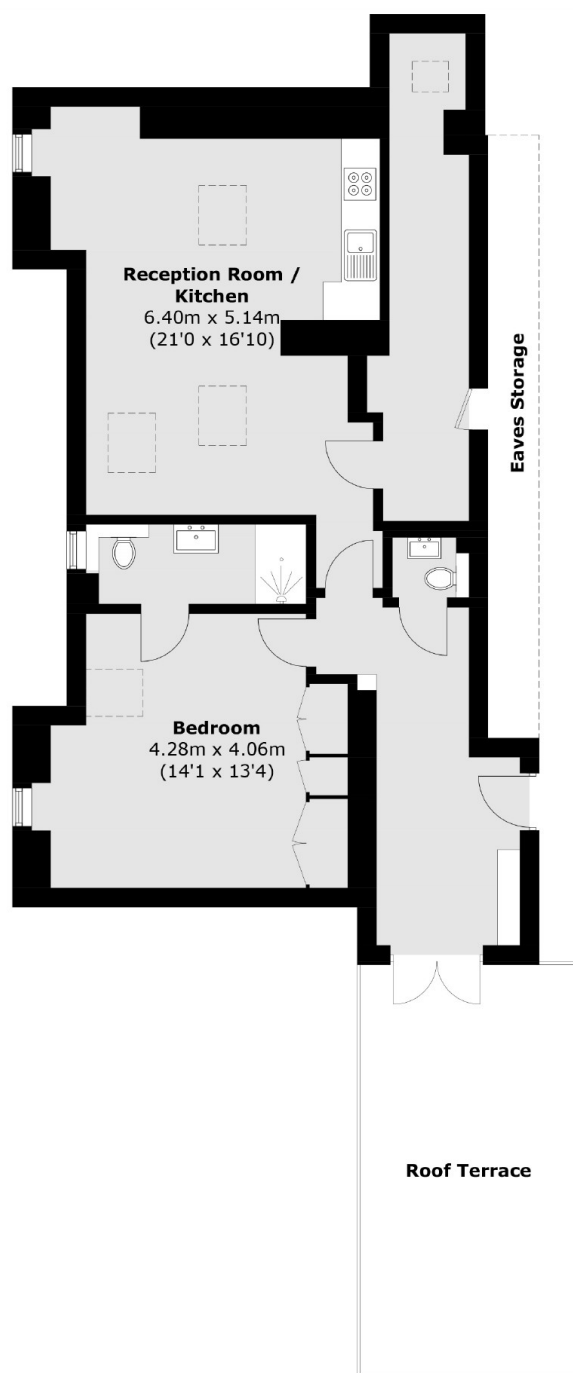 Reception Room /
Kitchen
6.40m x 5.14m
(21'0 x 16'10)
Eaves Storage
Bedroom
4.28m x 4.06m
(14'1 x 13'4)
Roof Terrace